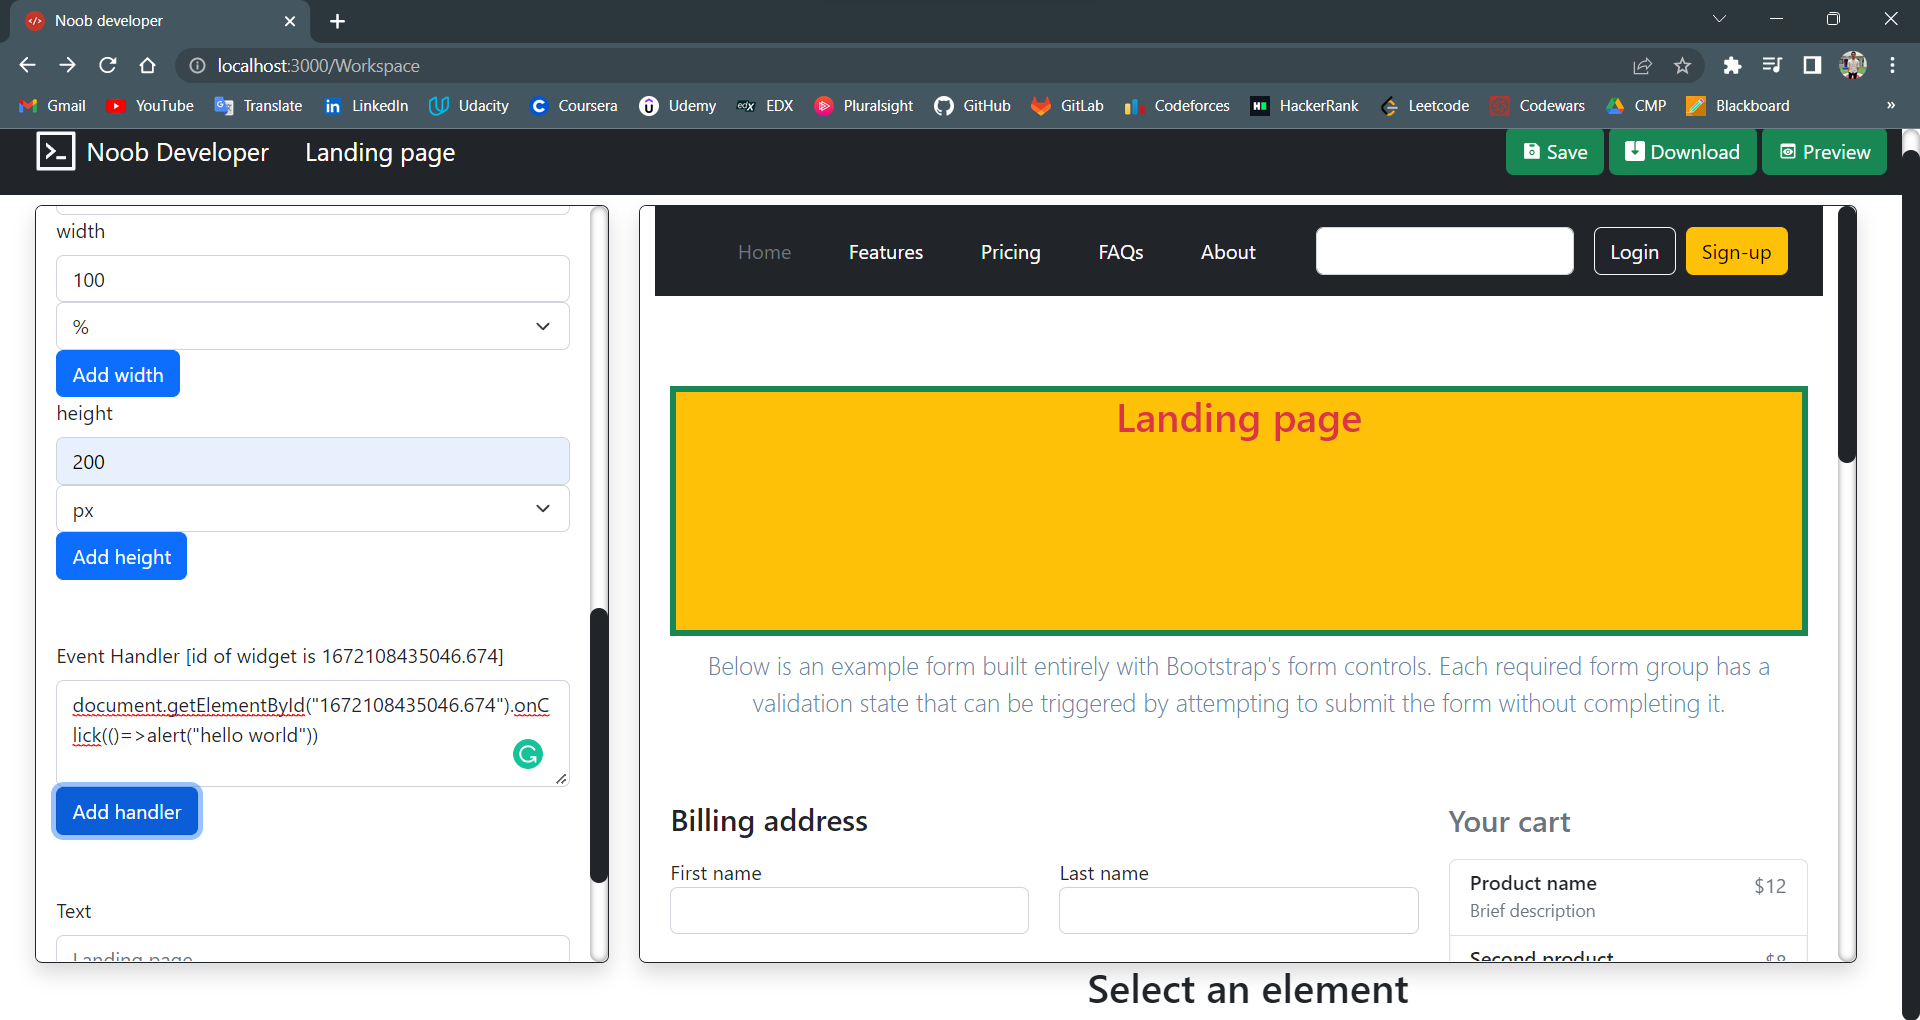 Noob developer
localhost:3000/Workspace
Gmail YouTube Translate LinkedIn Udacity Coursera Udemy edX EDX Pluralsight GitHub GitLab Codeforces HackerRank Leetcode Codewars CMP Blackboard »
Noob Developer Landing page Save Download Preview
width
100
%
Add width
height
200
px
Add height
Event Handler [id of widget is 1672108435046.674]
document.getElementById("1672108435046.674").onC
lick(()=>alert("hello world"))
Add handler
Text
Landing page
Home Features Pricing FAQs About Login Sign-up
Landing page
Below is an example form built entirely with Bootstrap's form controls. Each required form group has a
validation state that can be triggered by attempting to submit the form without completing it.
Billing address
First name Last name
Your cart
Product name $12
Brief description
Second product $8
Select an element